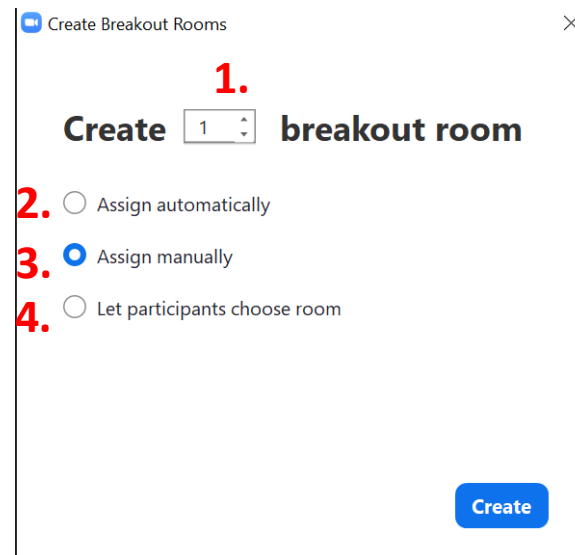 Create Breakout Rooms
1.
Create 1 breakout room
2. Assign automatically
3. Assign manually
4. Let participants choose room
Create